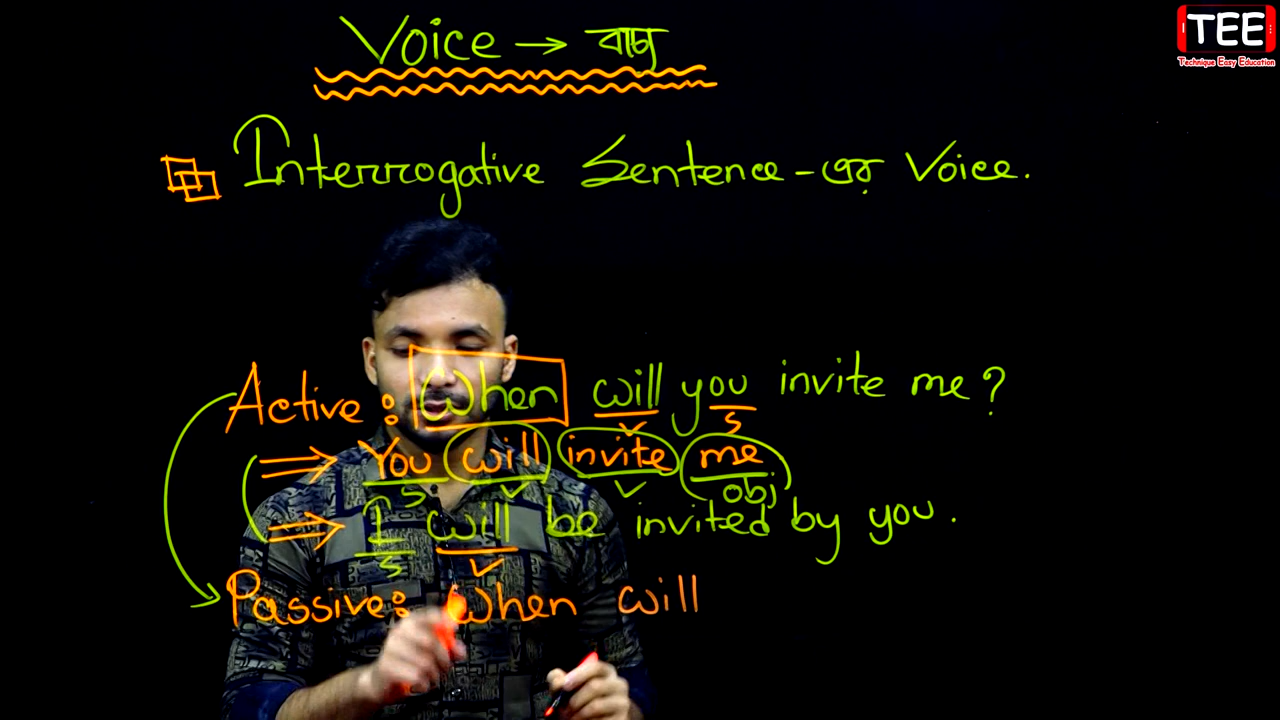 Voice → বাচ্য
TEE
Technique Easy Education
Interrogative Sentence-এর Voice.
Active : When will you invite me?
v s
⇒ You will invite me
s v v obj
⇒ I will be invited by you.
s v
Passive: When will